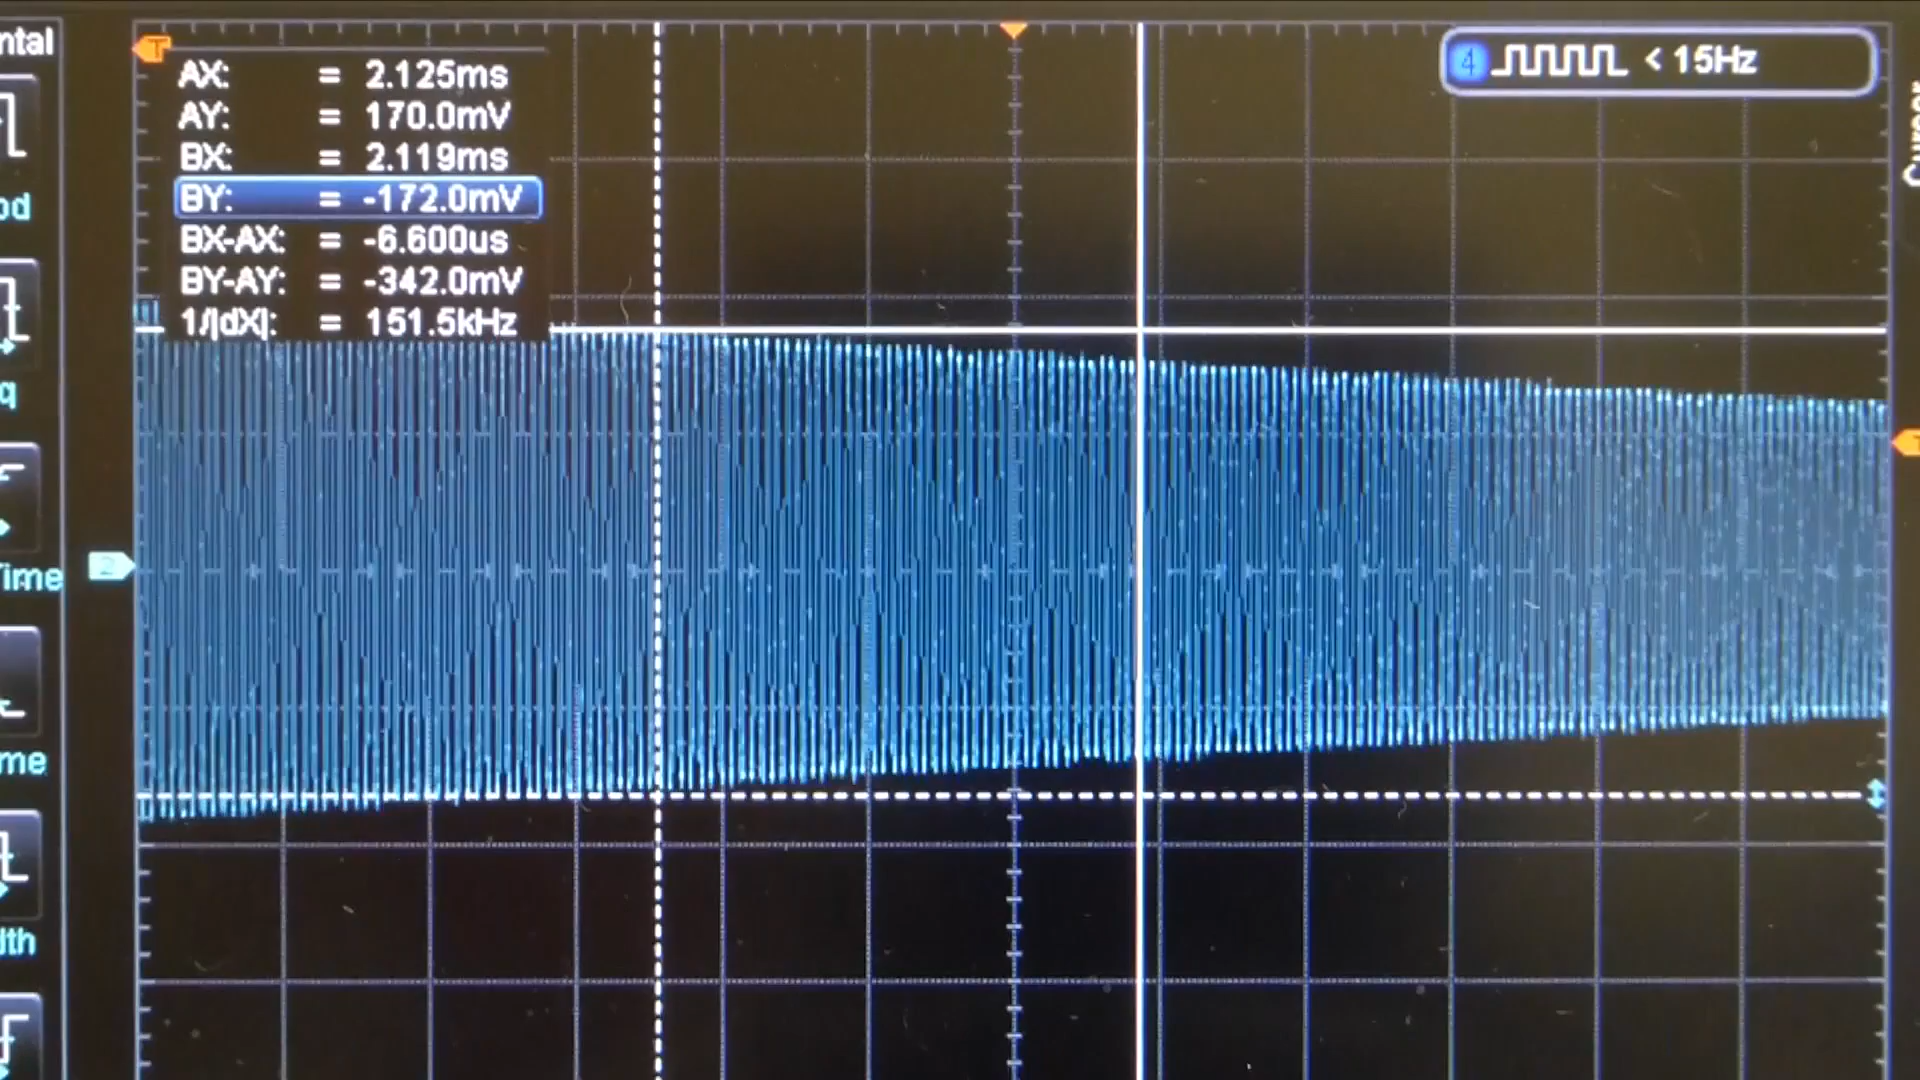 ntal
AX: = 2.125ms
AY: = 170.0mV
BX: = 2.119ms
BY: = -172.0mV
BX-AX: = -6.600us
BY-AY: = -342.0mV
1/|dX|: = 151.5kHz
4 < 15Hz
T
od
q
2
Time
me
dth